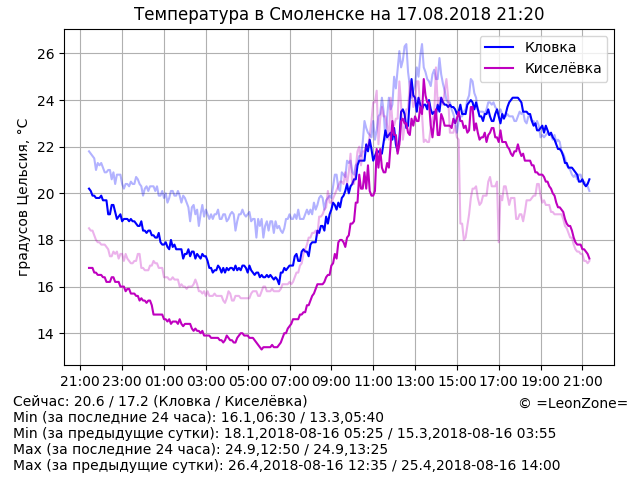 Температура в Смоленске на 17.08.2018 21:20
градусов Цельсия, °C
26
24
22
20
18
16
14
Кловка
Киселёвка
21:00 23:00 01:00 03:00 05:00 07:00 09:00 11:00 13:00 15:00 17:00 19:00 21:00
Сейчас: 20.6 / 17.2 (Кловка / Киселёвка)
© =LeonZone=
Min (за последние 24 часа): 16.1,06:30 / 13.3,05:40
Min (за предыдущие сутки): 18.1,2018-08-16 05:25 / 15.3,2018-08-16 03:55
Max (за последние 24 часа): 24.9,12:50 / 24.9,13:25
Max (за предыдущие сутки): 26.4,2018-08-16 12:35 / 25.4,2018-08-16 14:00